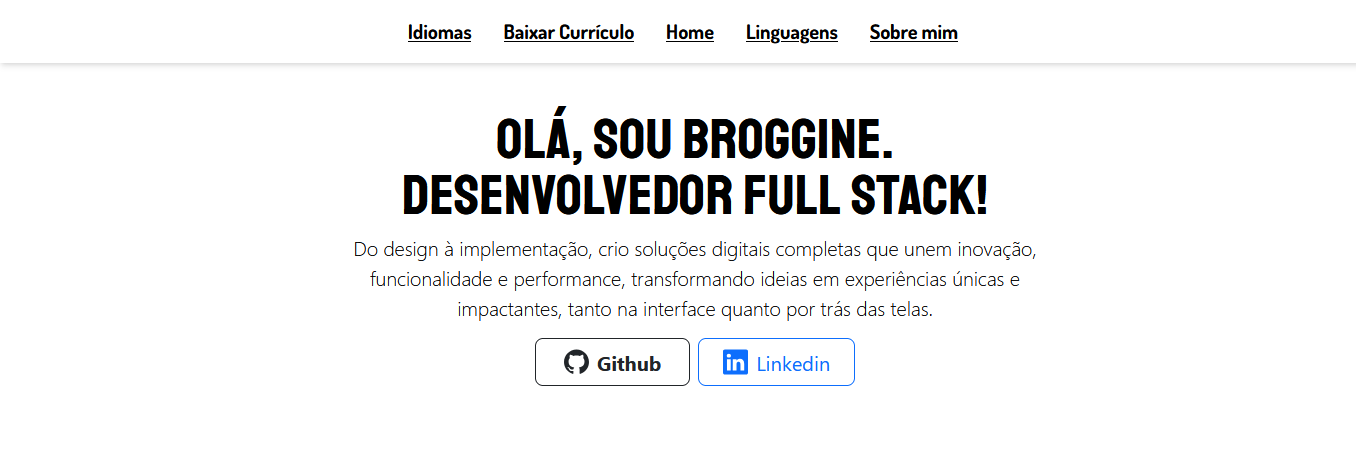 Idiomas Baixar Currículo Home Linguagens Sobre mim
OLÁ, SOU BROGGINE.
DESENVOLVEDOR FULL STACK!
Do design à implementação, crio soluções digitais completas que unem inovação,
funcionalidade e performance, transformando ideias em experiências únicas e
impactantes, tanto na interface quanto por trás das telas.
Github Linkedin